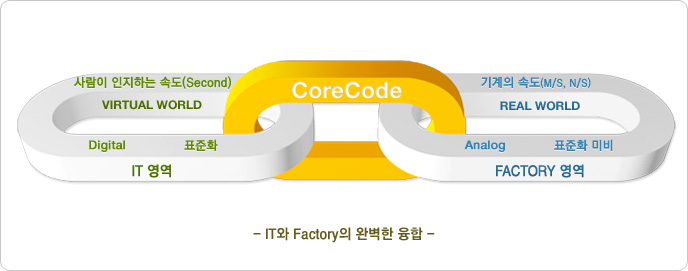 사람이 인지하는 속도(Second)
VIRTUAL WORLD
Digital 표준화
IT 영역
CoreCode
기계의 속도(M/S, N/S)
REAL WORLD
Analog 표준화 미비
FACTORY 영역
– IT와 Factory의 완벽한 융합 –